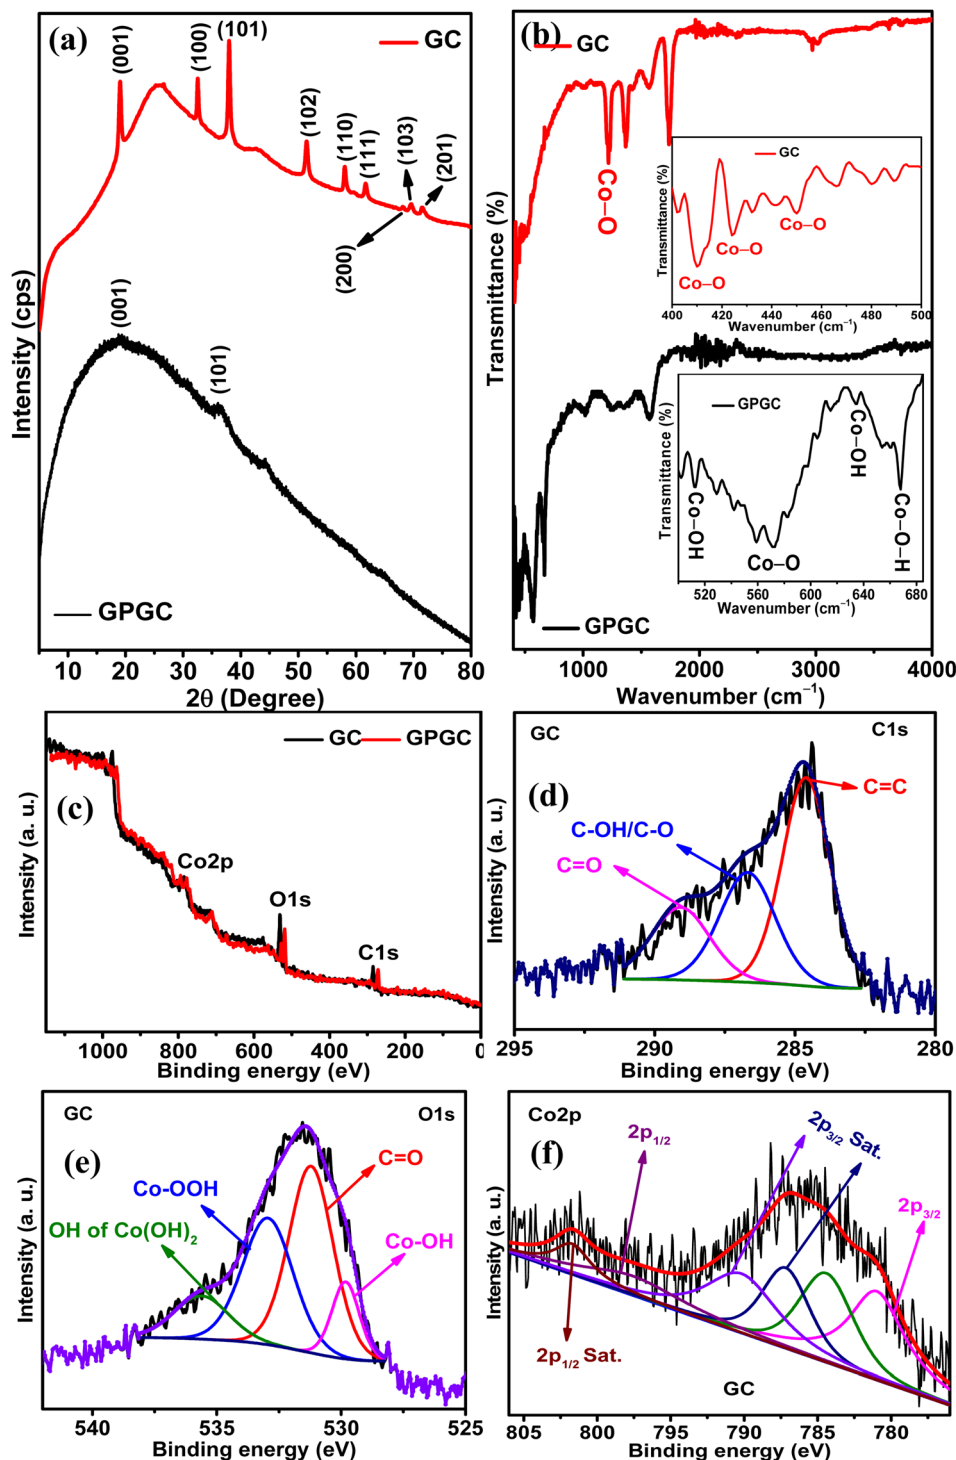 (a)
GC
(001)
(100)
(101)
(102)
(110)
(111)
(103)
(201)
(200)
(001)
(101)
GPGC
Intensity (cps)
10 20 30 40 50 60 70 80
2θ (Degree)
(b)
GC
Co–O
GC
Transmittance (%)
Co–O
Co–O
Co–O
400 420 440 460 480 500
Wavenumber (cm⁻¹)
GPGC
Transmittance (%)
Co–OH
Co–O
Co–OH
Co–O-H
520 560 600 640 680
Wavenumber (cm⁻¹)
GPGC
Transmittance (%)
1000 2000 3000 4000
Wavenumber (cm⁻¹)
GC GPGC
(c)
Co2p
O1s
C1s
Intensity (a. u.)
1000 800 600 400 200 0
Binding energy (eV)
GC C1s
(d)
C=C
C-OH/C-O
C=O
Intensity (a. u.)
295 290 285 280
Binding energy (eV)
GC O1s
(e)
C=O
Co-OOH
OH of Co(OH)₂
Co-OH
Intensity (a. u.)
540 535 530 525
Binding energy (eV)
Co2p
(f)
2p₁/₂
2p₃/₂ Sat.
2p₃/₂
2p₁/₂ Sat.
GC
Intensity (a. u.)
805 800 795 790 785 780
Binding energy (eV)